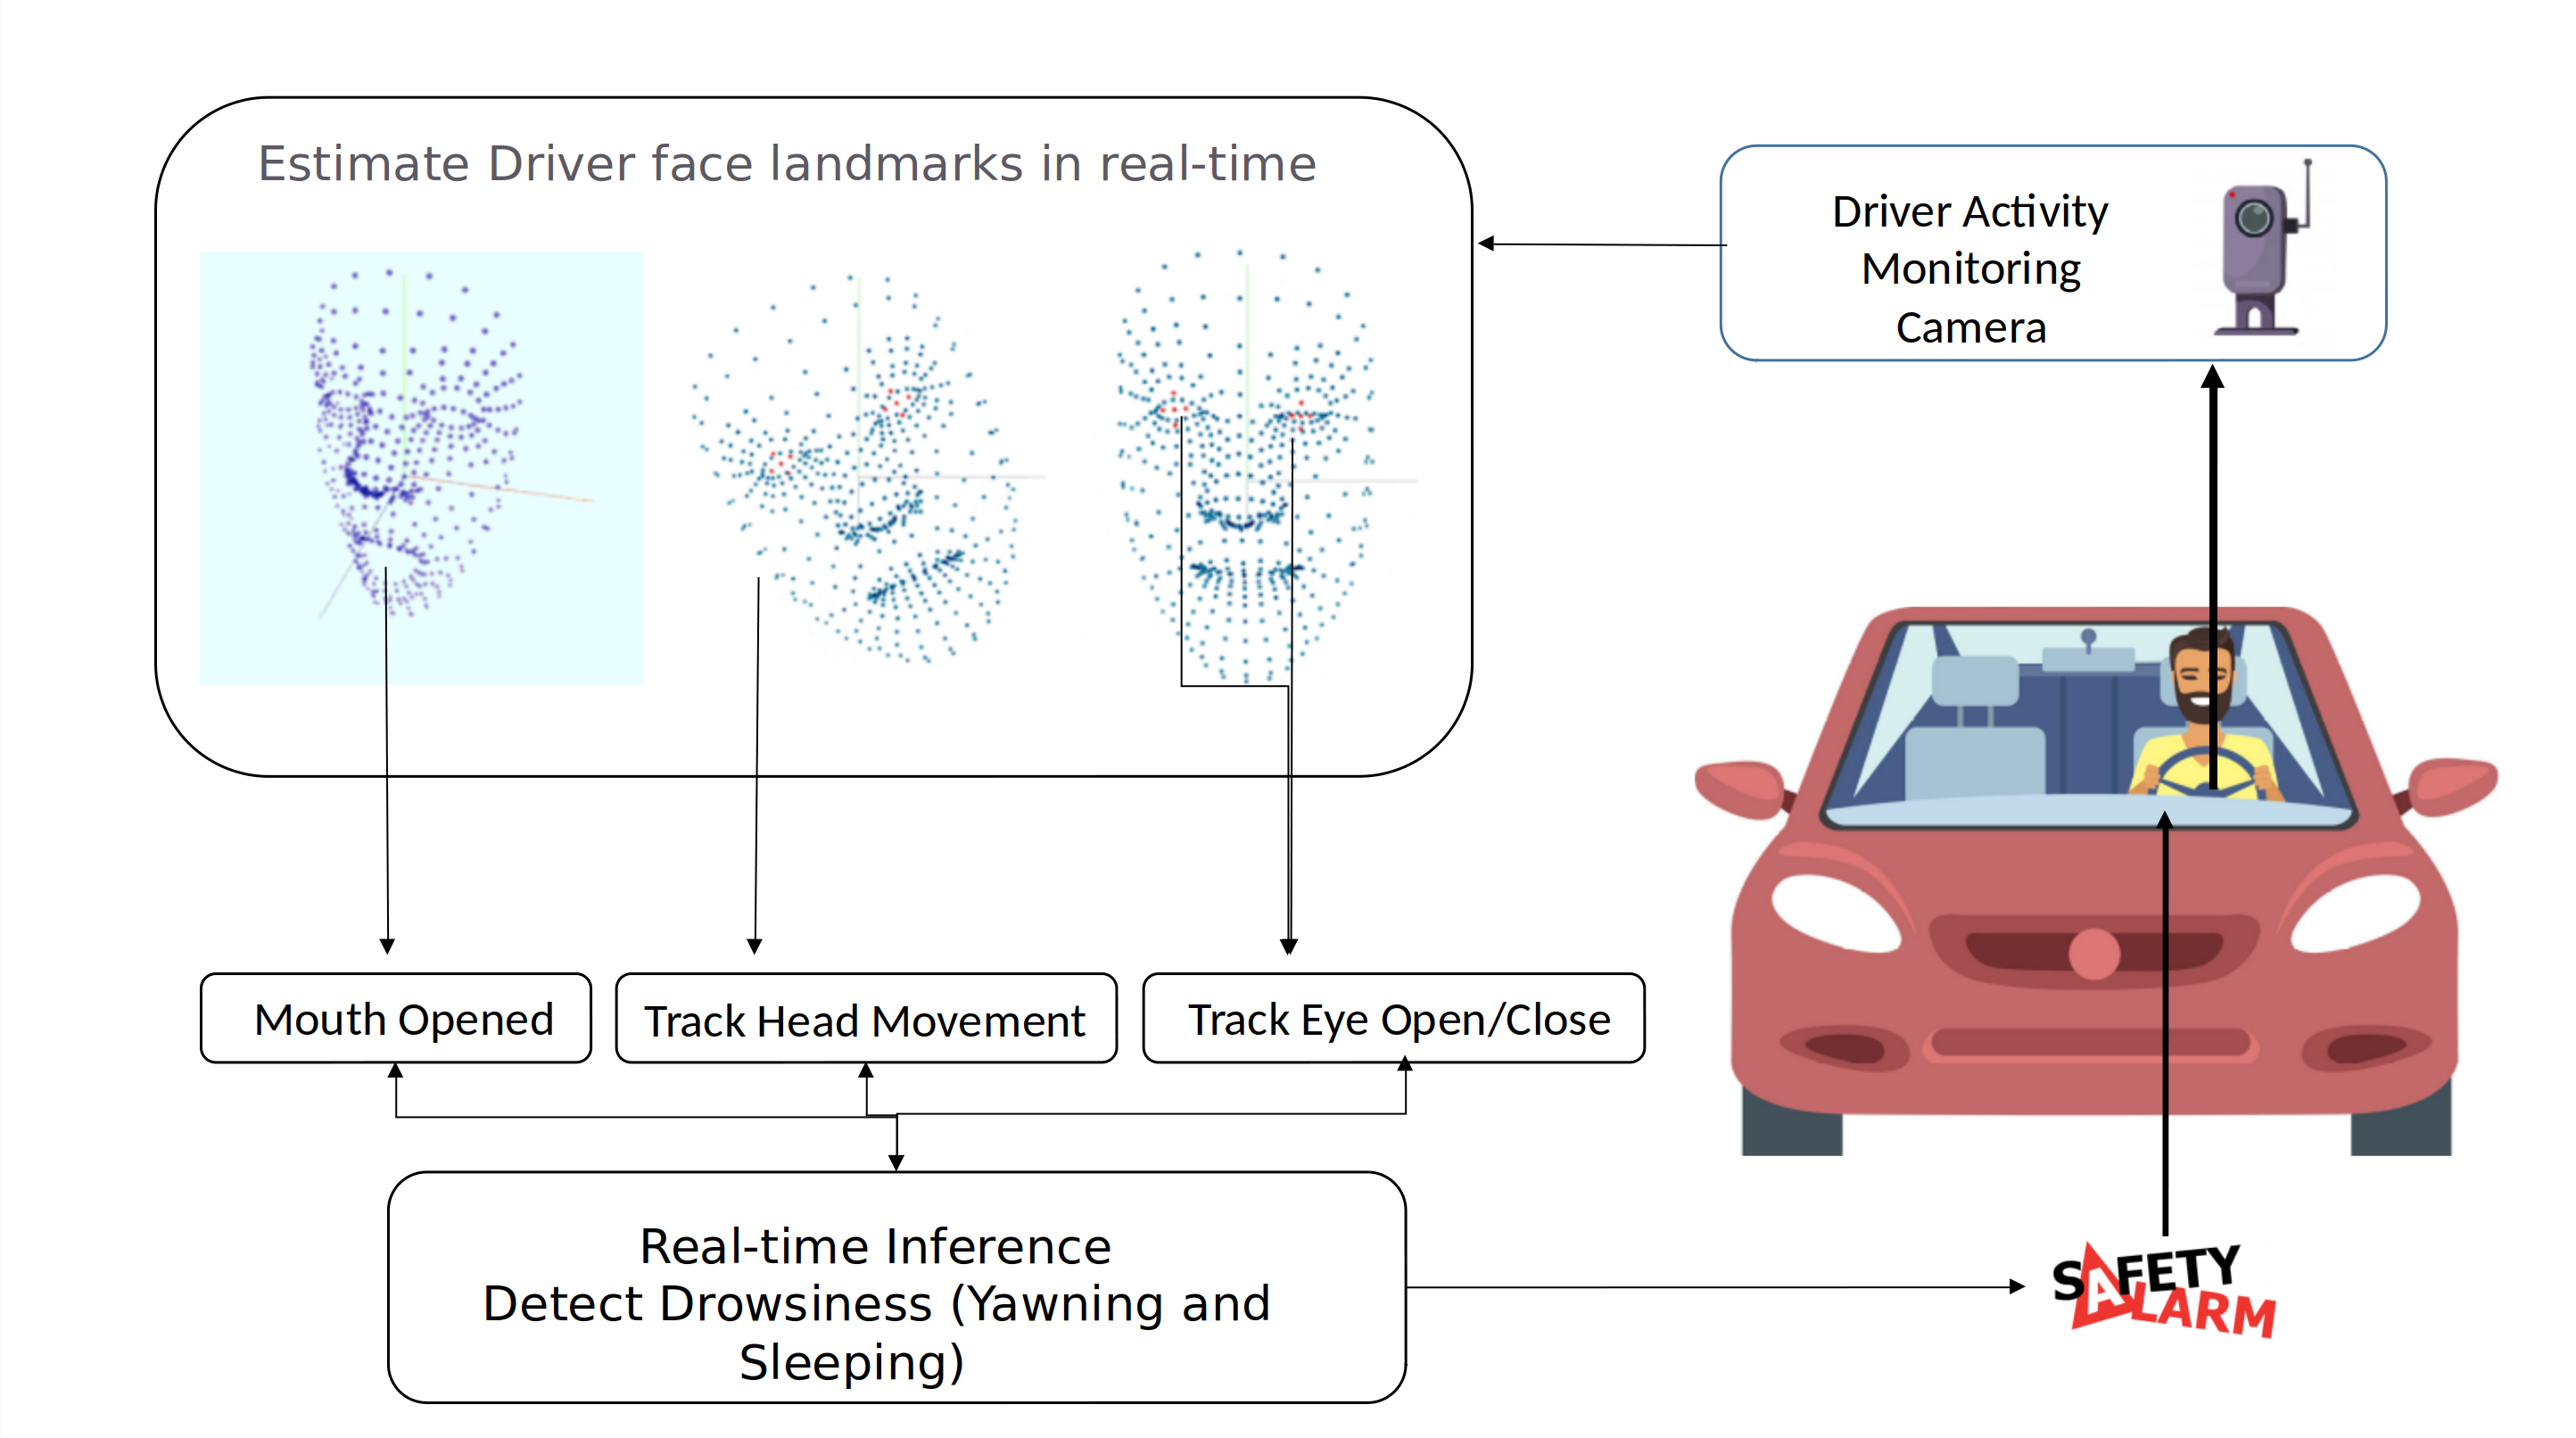 Estimate Driver face landmarks in real-time
Driver Activity
Monitoring
Camera
Mouth Opened
Track Head Movement
Track Eye Open/Close
Real-time Inference
Detect Drowsiness (Yawning and
Sleeping)
SAFETY
ALARM